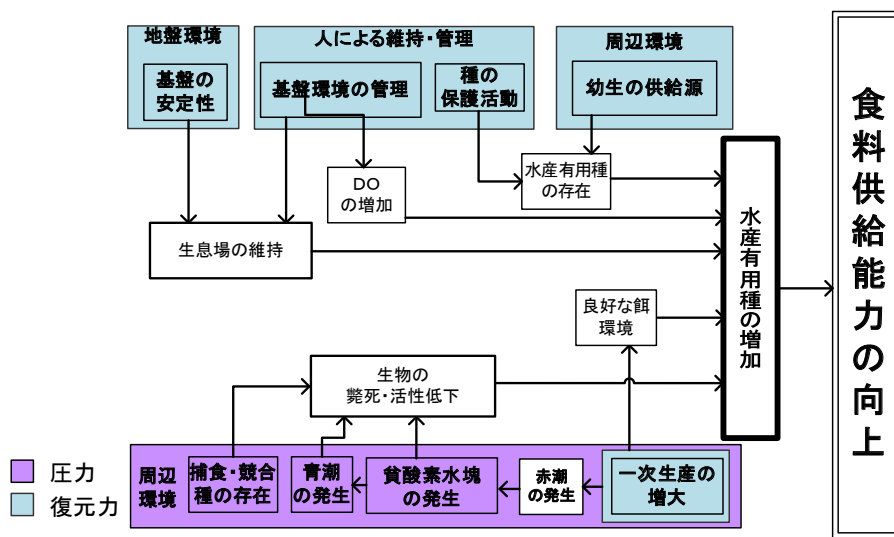 地盤環境
基盤の
安定性
人による維持・管理
基盤環境の管理
種の
保護活動
周辺環境
幼生の供給源
DO
の増加
水産有用種
の存在
生息場の維持
良好な餌
環境
生物の
斃死・活性低下
水産有用種の増加
食料供給能力の向上
圧力
復元力
周辺
環境
捕食・競合
種の存在
青潮
の発生
貧酸素水塊
の発生
赤潮
の発生
一次生産の
増大